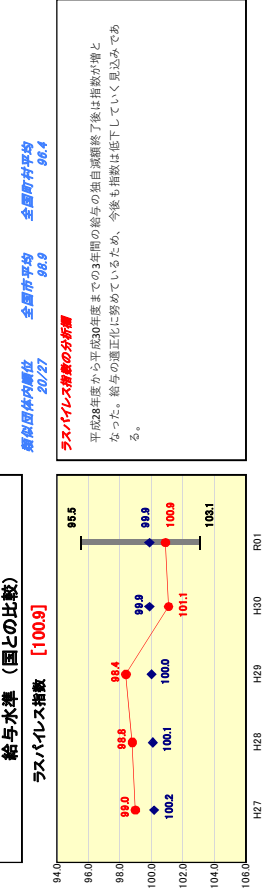 給与水準 （国との比較）
ラスパイレス指数 [100.9]
94.0
96.0
98.0
100.0
102.0
104.0
106.0
99.0
98.8
98.4
101.1
100.9
100.2
100.1
100.0
99.9
99.9
95.5
103.1
H27
H28
H29
H30
R01
類似団体内順位
20/27
全国市平均
98.9
全国町村平均
96.4
ラスパイレス指数の分析欄
平成28年度から平成30年度までの3年間の給与の独自減額終了後は指数が増と
なった。給与の適正化に努めているため、今後も指数は低下していく見込みであ
る。